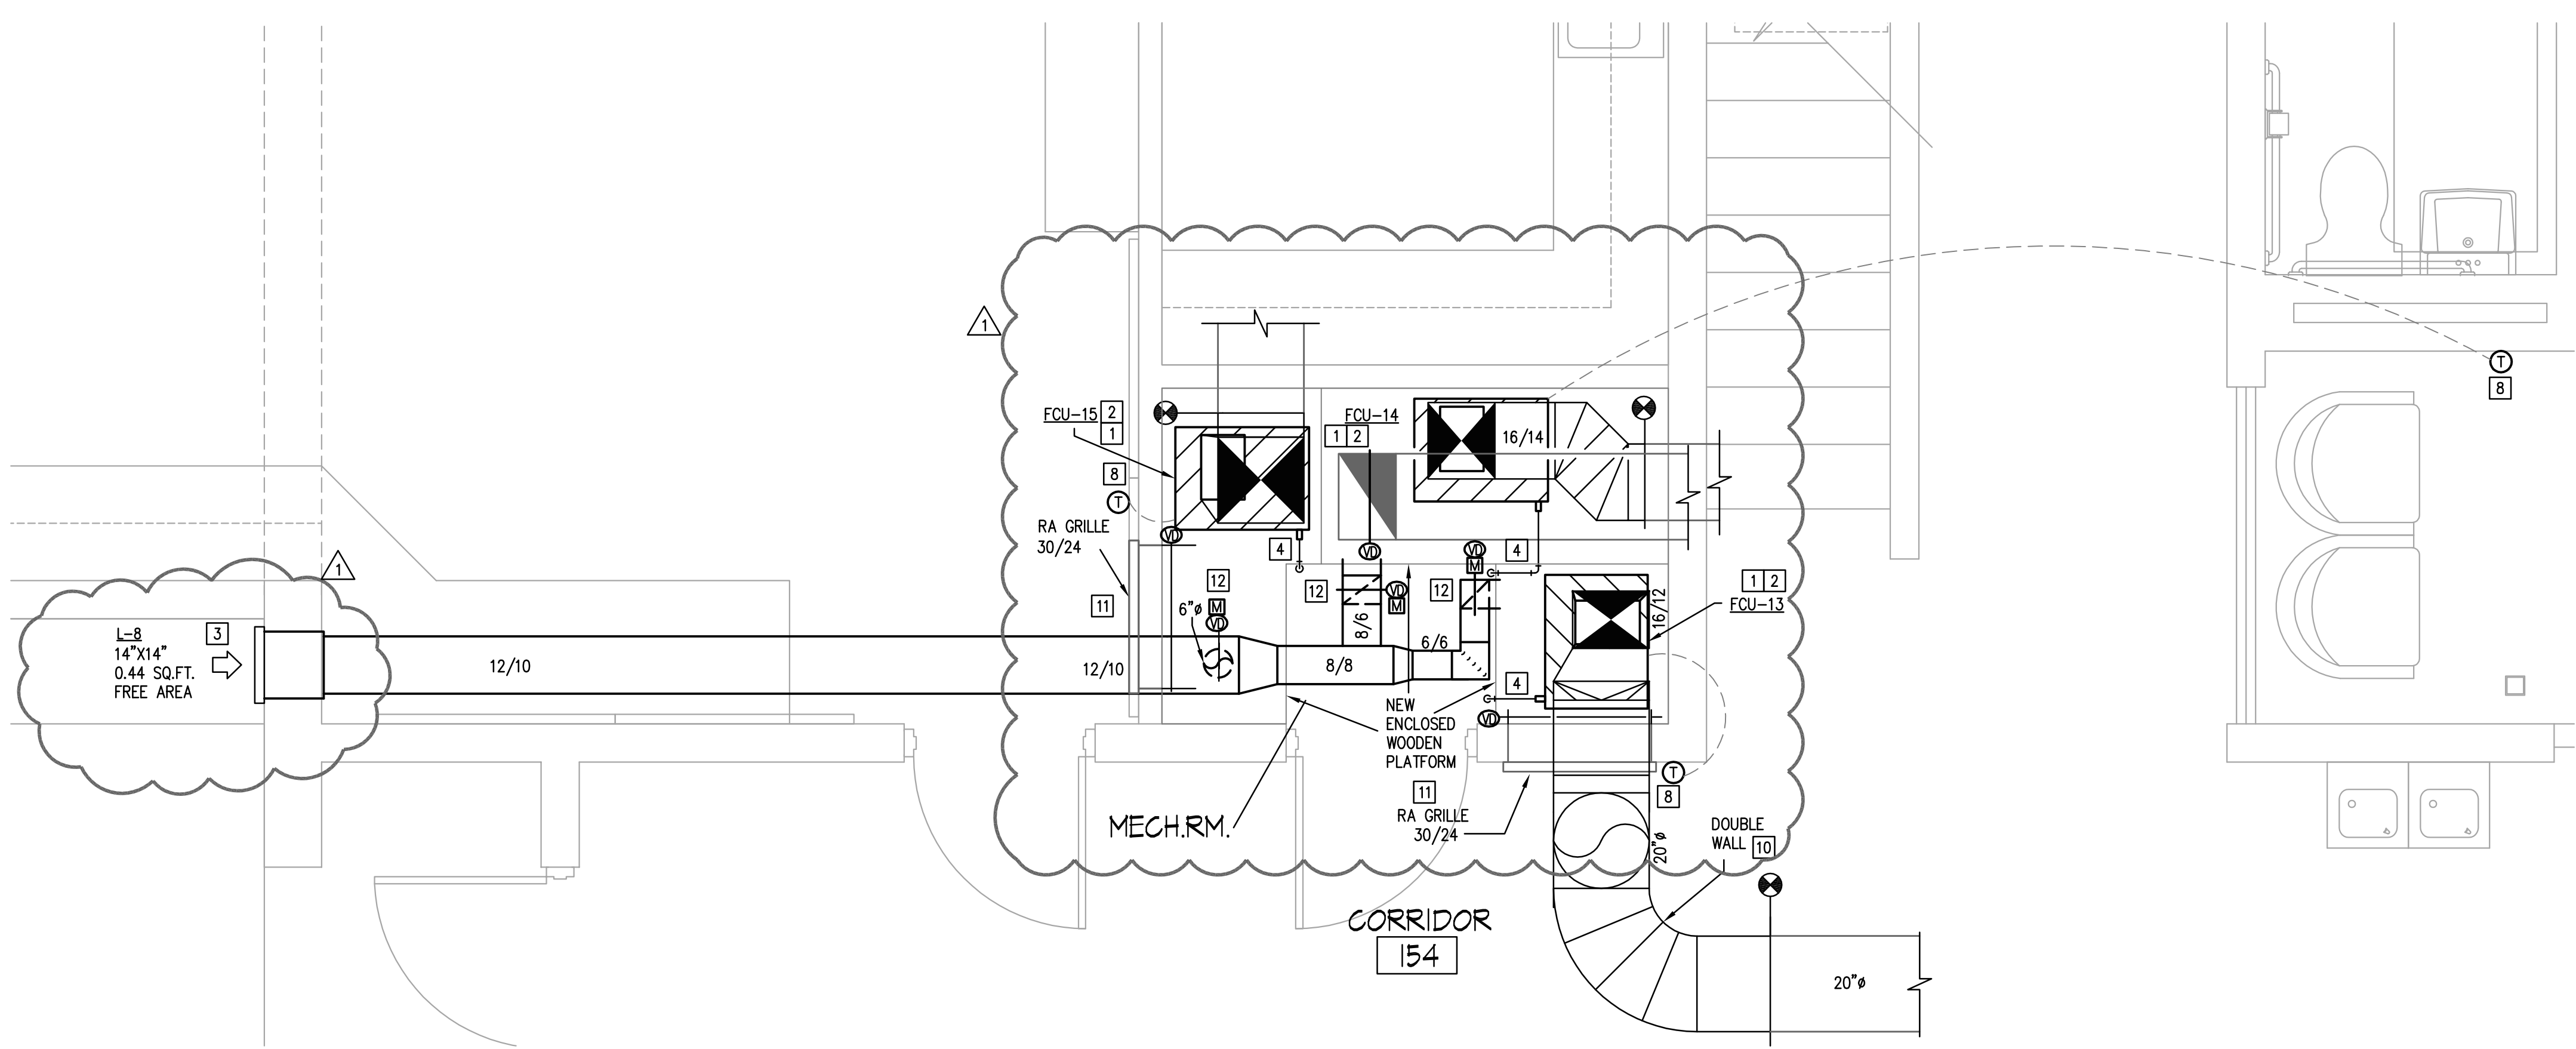 1
T
8
FCU-15 2
1
FCU-14
1 2
16/14
8
T
RA GRILLE
30/24
VD
4
VD
VD
M
4
1
12
M
VD
6"ø
12
VD
M
12
1 2
FCU-13
16/12
11
8/6
6/6
L-8
3
14"X14"
0.44 SQ.FT.
FREE AREA
12/10
12/10
8/8
4
VD
NEW
ENCLOSED
WOODEN
PLATFORM
T
8
11
RA GRILLE
30/24
MECH.RM.
20"ø
DOUBLE
WALL 10
CORRIDOR
154
20"ø